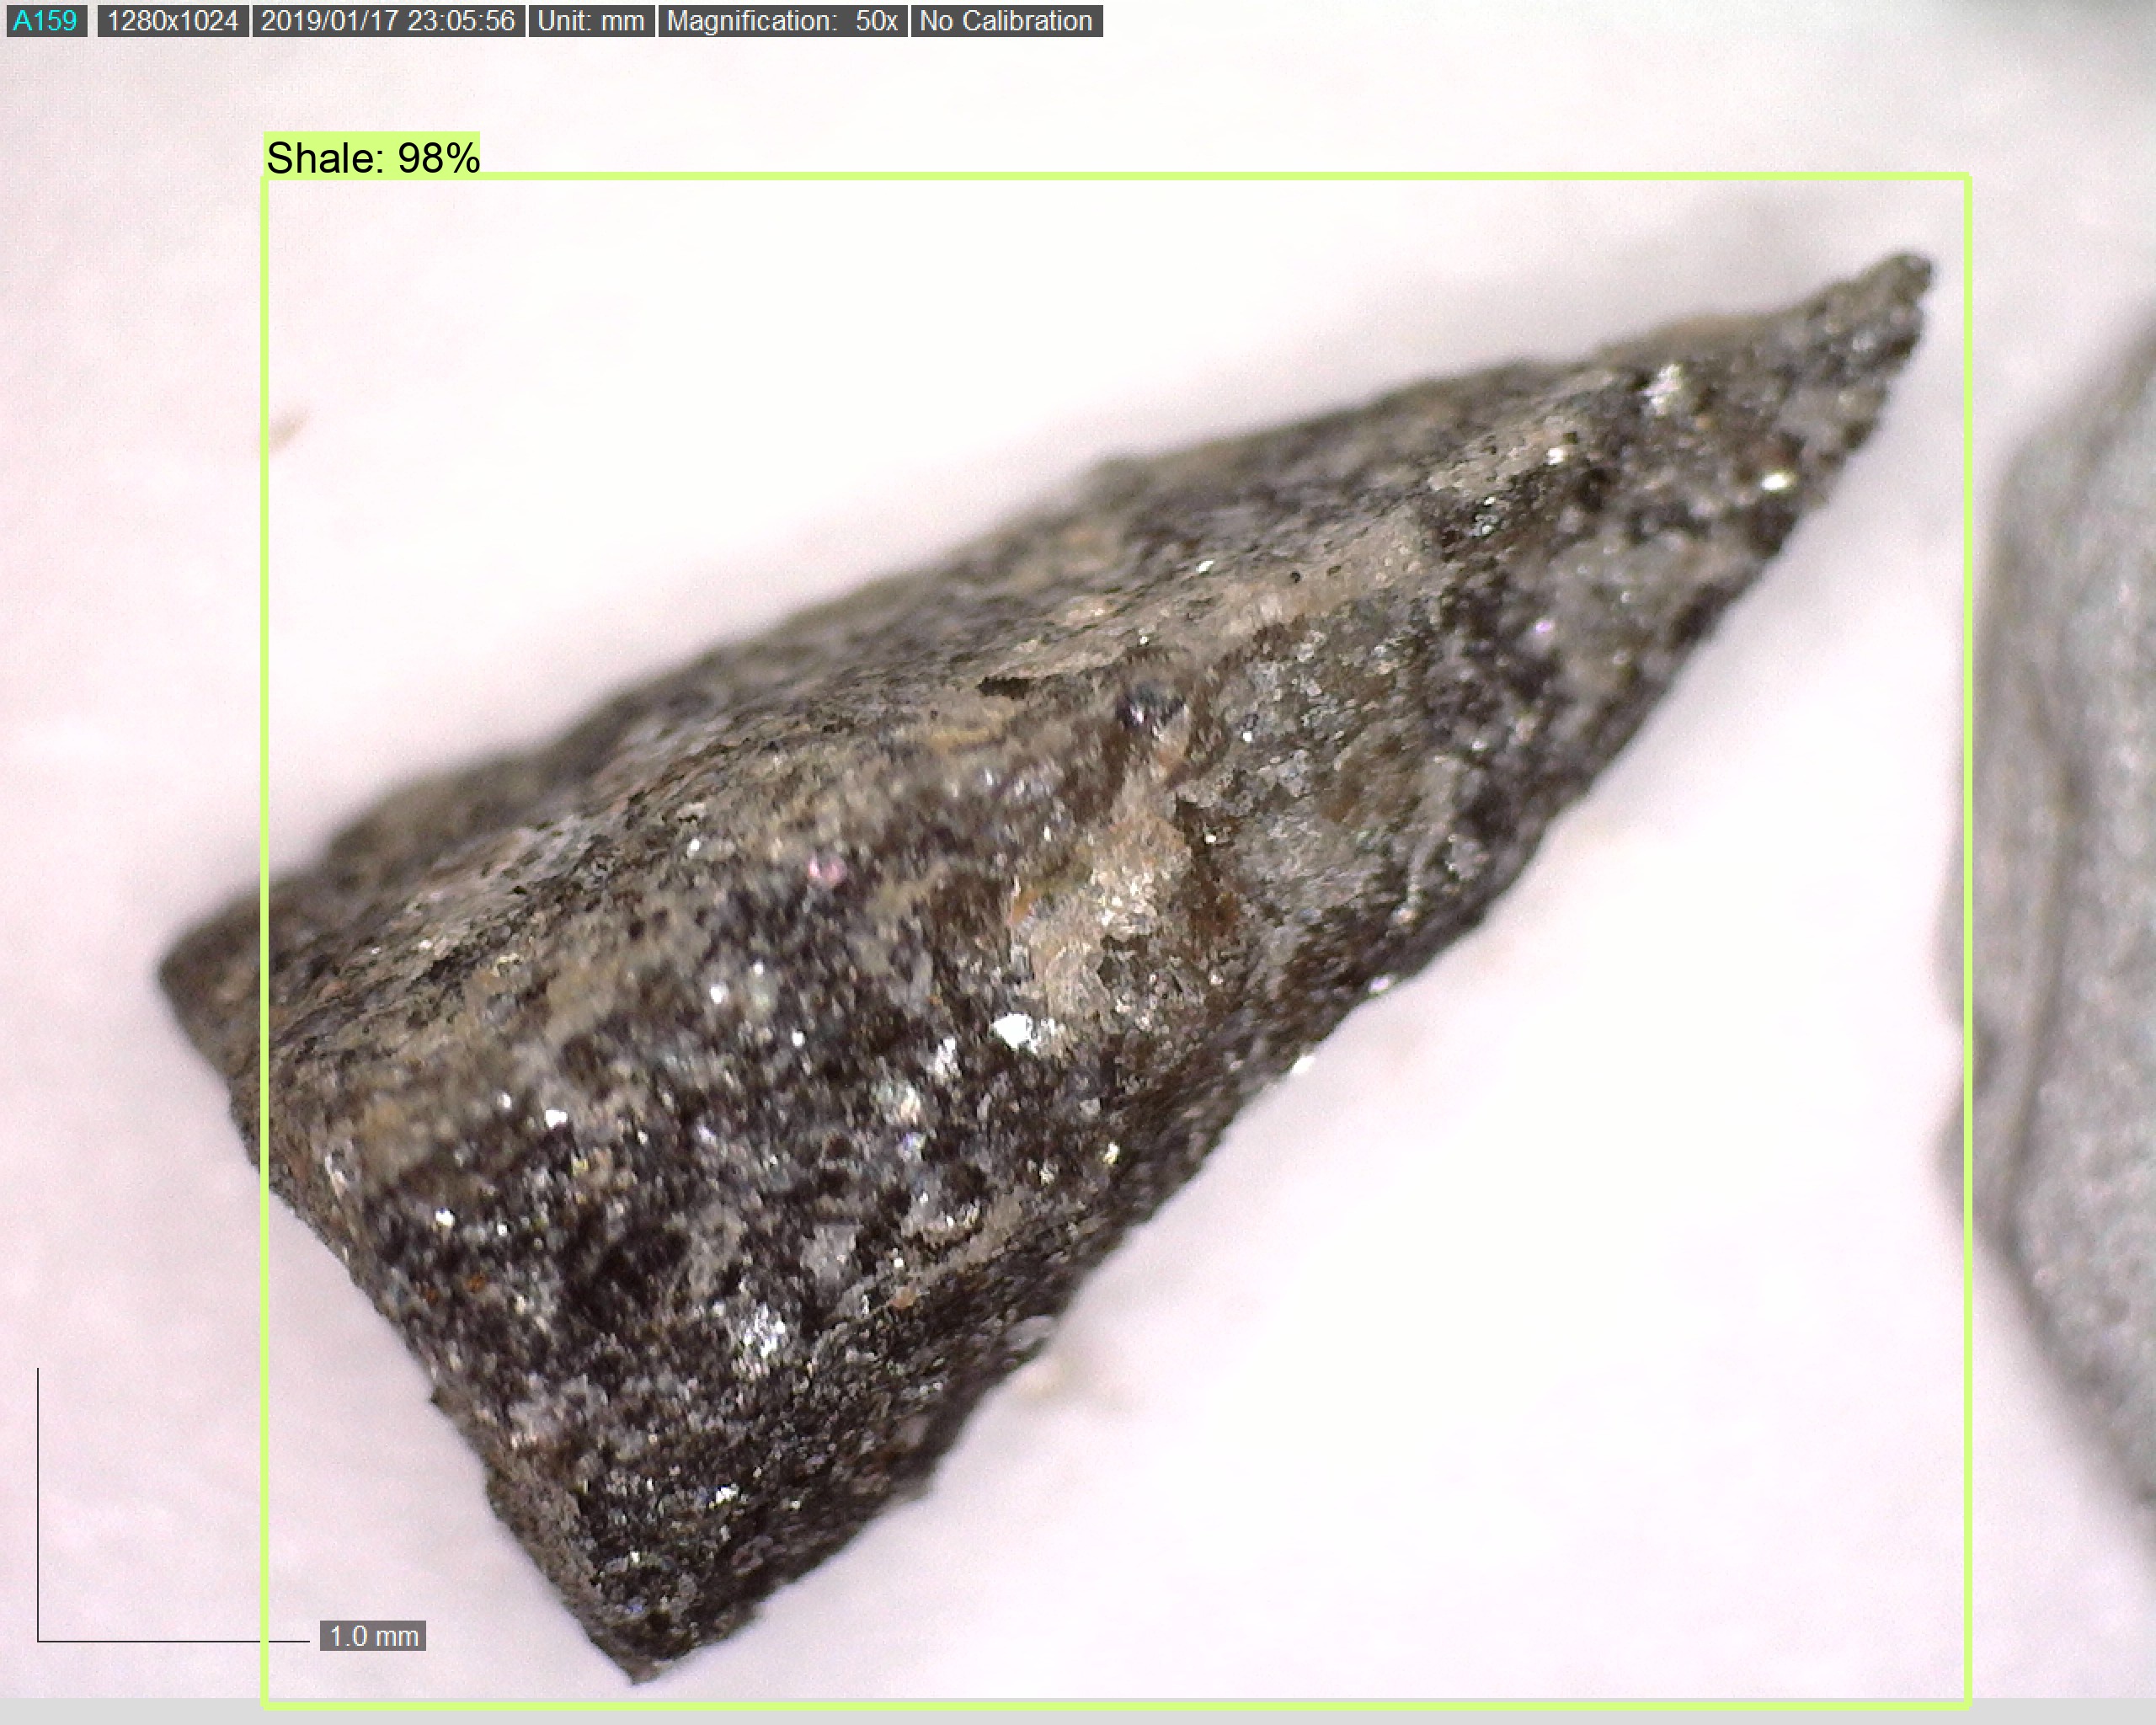 A159 1280x1024 2019/01/17 23:05:56 Unit: mm Magnification: 50x No Calibration
Shale: 98%
1.0 mm